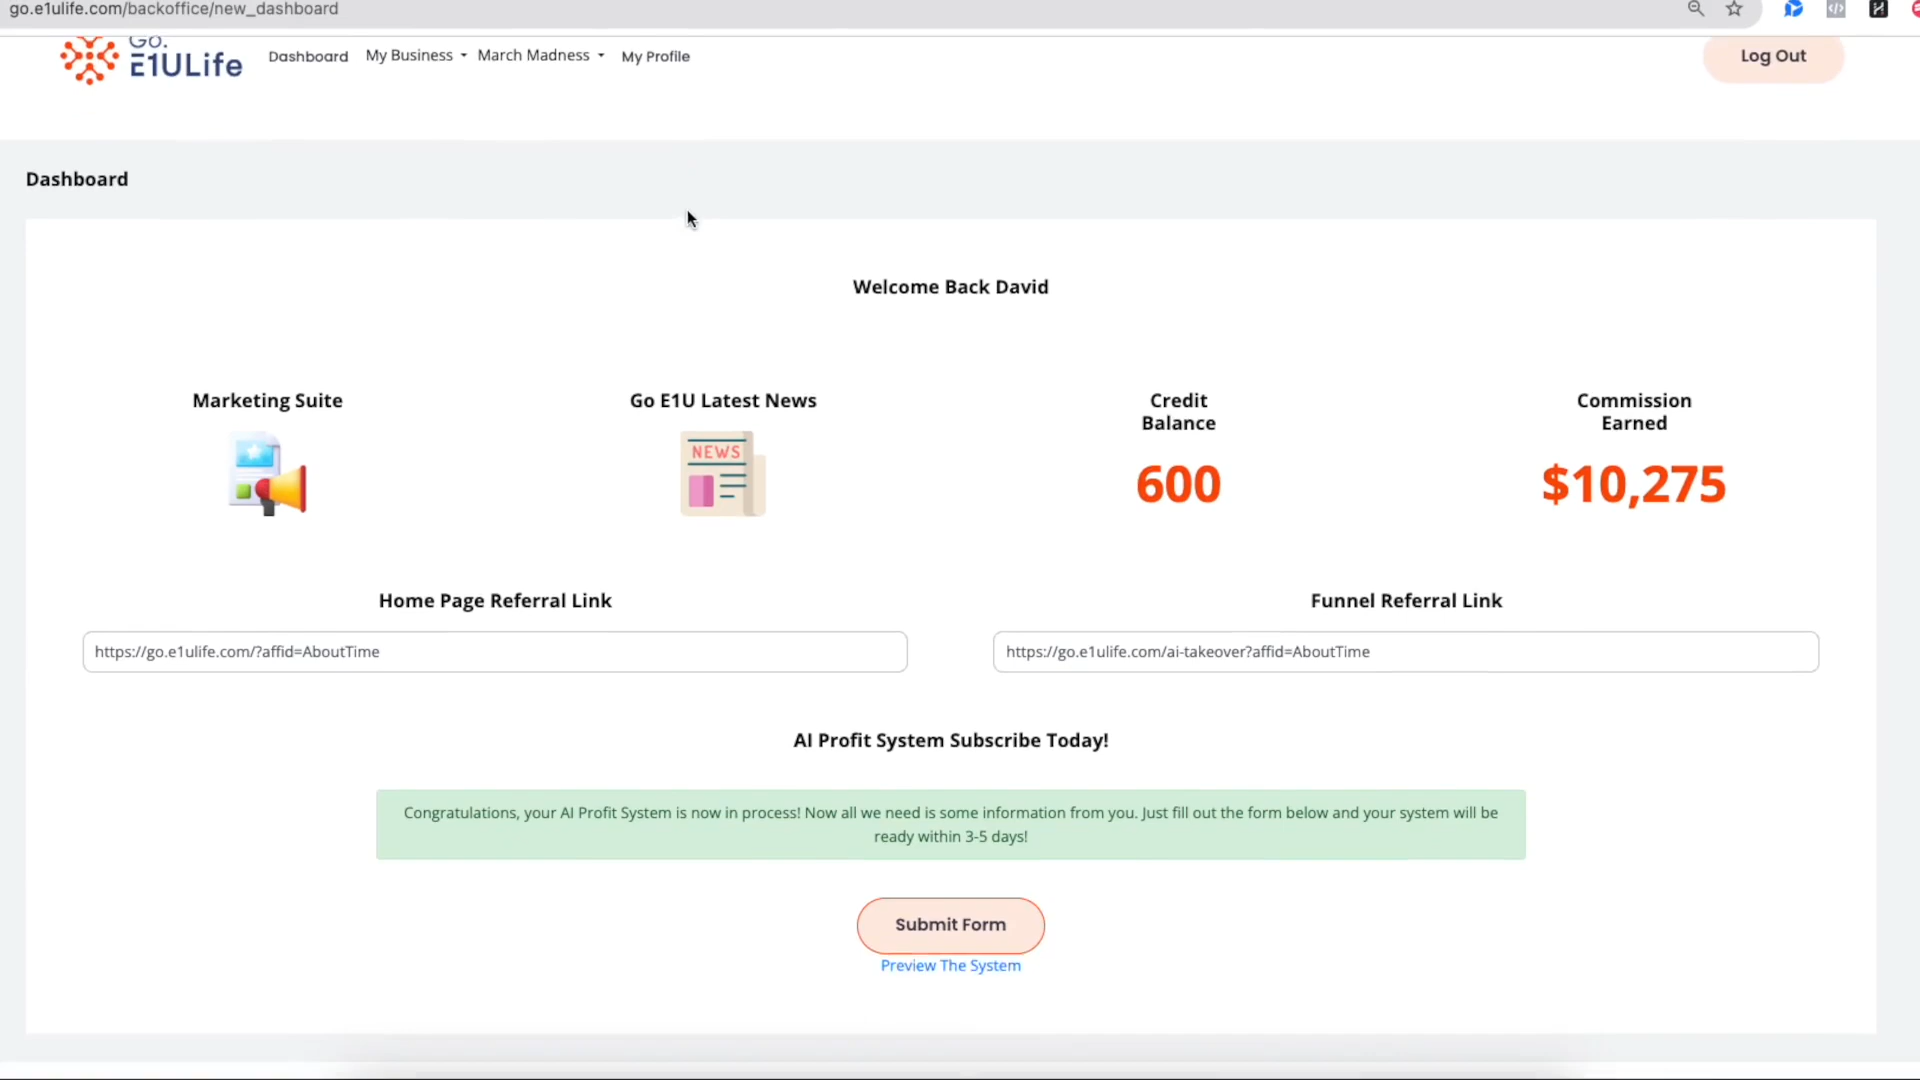 go.e1ulife.com/backoffice/new_dashboard
GO.
E1ULife
Dashboard My Business March Madness My Profile
Log Out
Dashboard
Welcome Back David
Marketing Suite
Go E1U Latest News
Credit
Balance
Commission
Earned
NEWS
600
$10,275
Home Page Referral Link
Funnel Referral Link
https://go.e1ulife.com/?affid=AboutTime
https://go.e1ulife.com/ai-takeover?affid=AboutTime
AI Profit System Subscribe Today!
Congratulations, your AI Profit System is now in process! Now all we need is some information from you. Just fill out the form below and your system will be
ready within 3-5 days!
Submit Form
Preview The System